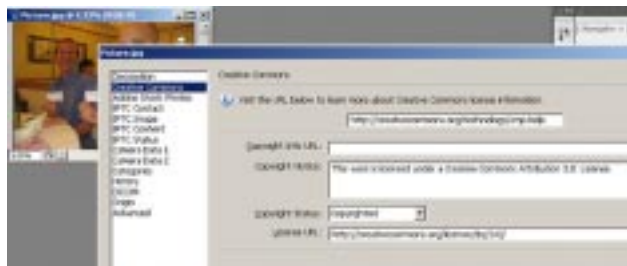 Picture.jpg
Description
Creative Commons
Adobe Stock Photos
IPTC Contact
IPTC Image
IPTC Content
IPTC Status
Camera Data 1
Camera Data 2
Categories
History
DICOM
Origin
Advanced
Creative Commons
Visit the URL below to learn more about Creative Commons license information
http://creativecommons.org/technology/xmp-help
Copyright Info URL:
Copyright Notice: This work is licensed under a Creative Commons Attribution 3.0 License.
Copyright Status: Copyrighted
License URL: http://creativecommons.org/licenses/by/3.0/